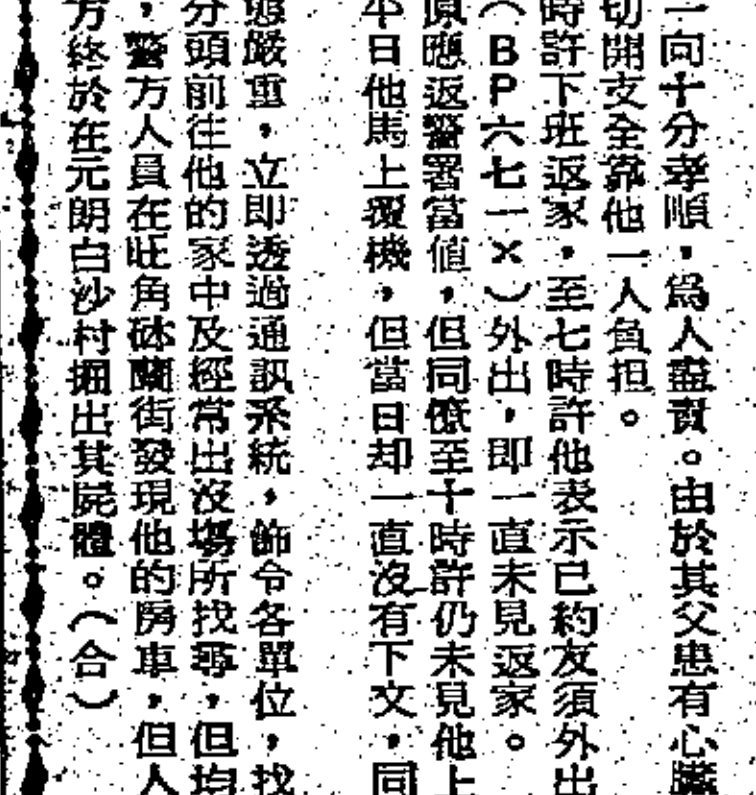 一向十分孝順，為人盡責。由於其父患有心臟
切開支全靠他一人負担。
時許下班返家，至七時許他表示已約友須外出
（ＢＰ六七一×）外出，即一直未見返家。
原應返警署當值，但同僚至十時許仍未見他上
平日他馬上覆機，但當日却一直沒有下文，同
態嚴重，立即透過通訊系統，飭令各單位，找
分頭前往他的家中及經常出沒場所找尋，但均
，警方人員在旺角砵蘭街發現他的房車，但人
方終於在元朗白沙村掘出其屍體。（合）